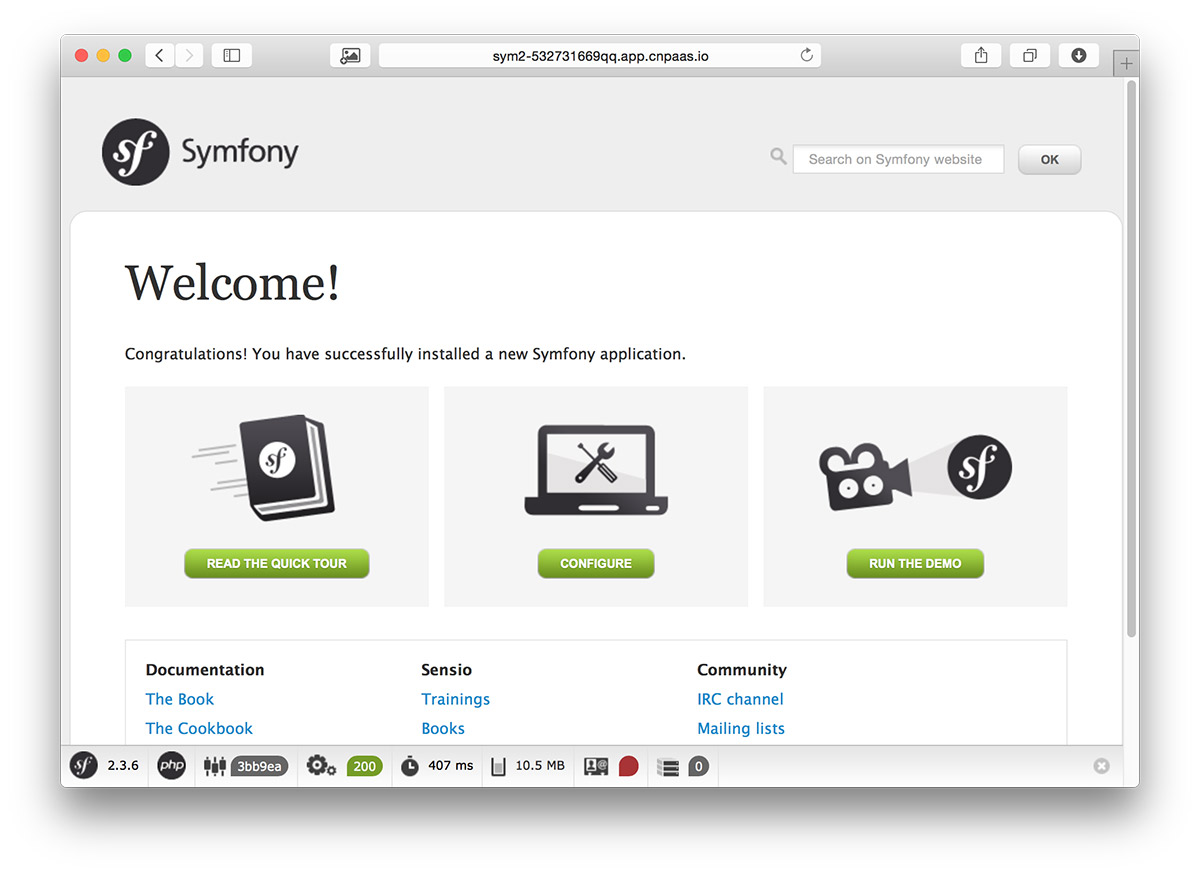 sym2-532731669qq.app.cnpaas.io
sf Symfony
Search on Symfony website OK
Welcome!
Congratulations! You have successfully installed a new Symfony application.
sf
sf
READ THE QUICK TOUR CONFIGURE RUN THE DEMO
Documentation Sensio Community
The Book Trainings IRC channel
The Cookbook Books Mailing lists
sf 2.3.6 php 3bb9ea 200 407 ms 10.5 MB @ 0